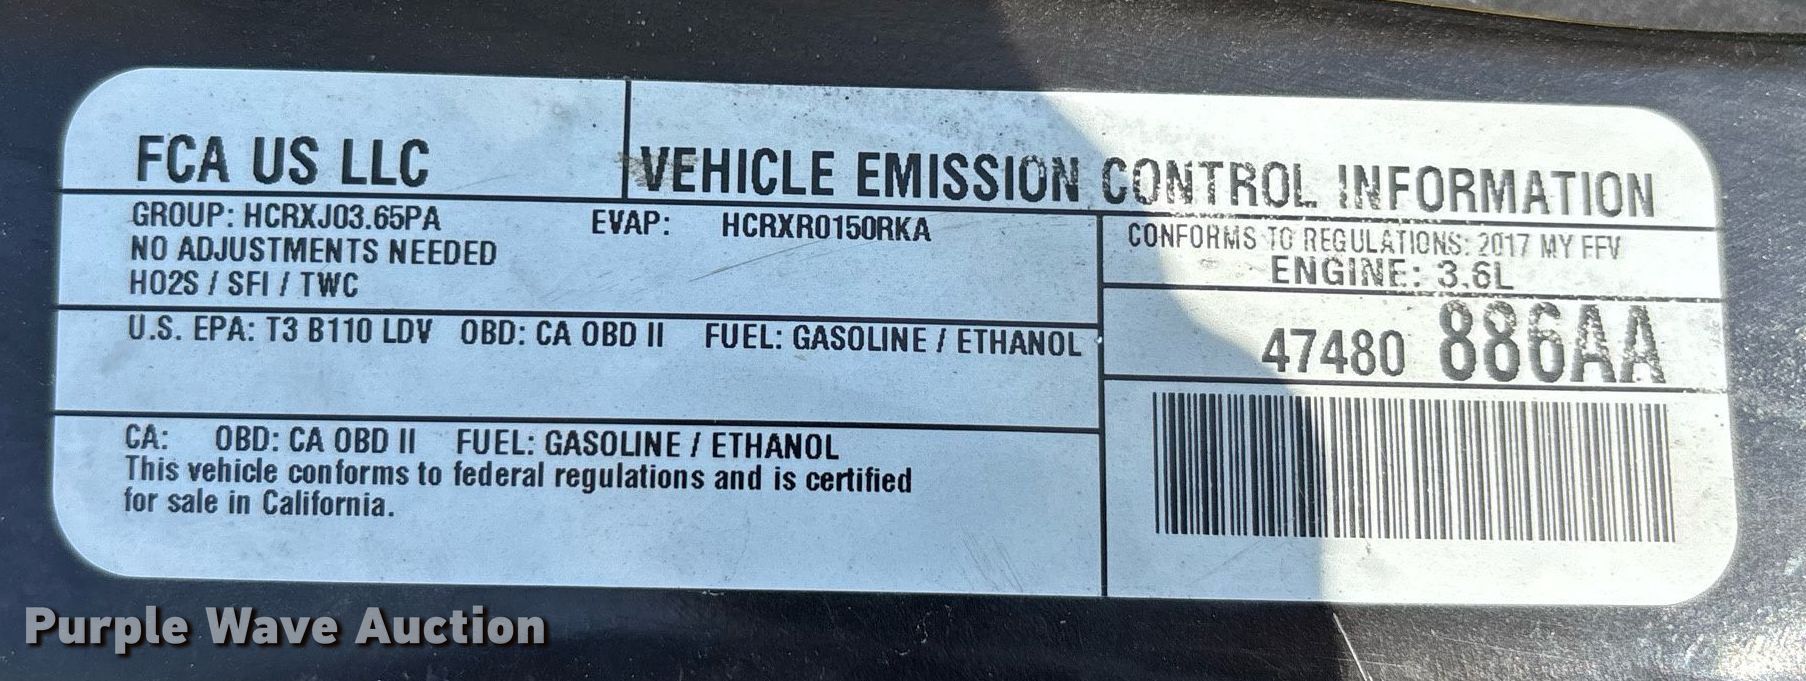 FCA US LLC
VEHICLE EMISSION CONTROL INFORMATION
GROUP: HCRXJ03.65PA
EVAP: HCRXR0150RKA
NO ADJUSTMENTS NEEDED
HO2S / SFI / TWC
CONFORMS TO REGULATIONS: 2017 MY FFV
ENGINE: 3.6L
U.S. EPA: T3 B110 LDV OBD: CA OBD II FUEL: GASOLINE / ETHANOL
47480 886AA
CA: OBD: CA OBD II FUEL: GASOLINE / ETHANOL
This vehicle conforms to federal regulations and is certified
for sale in California.
Purple Wave Auction